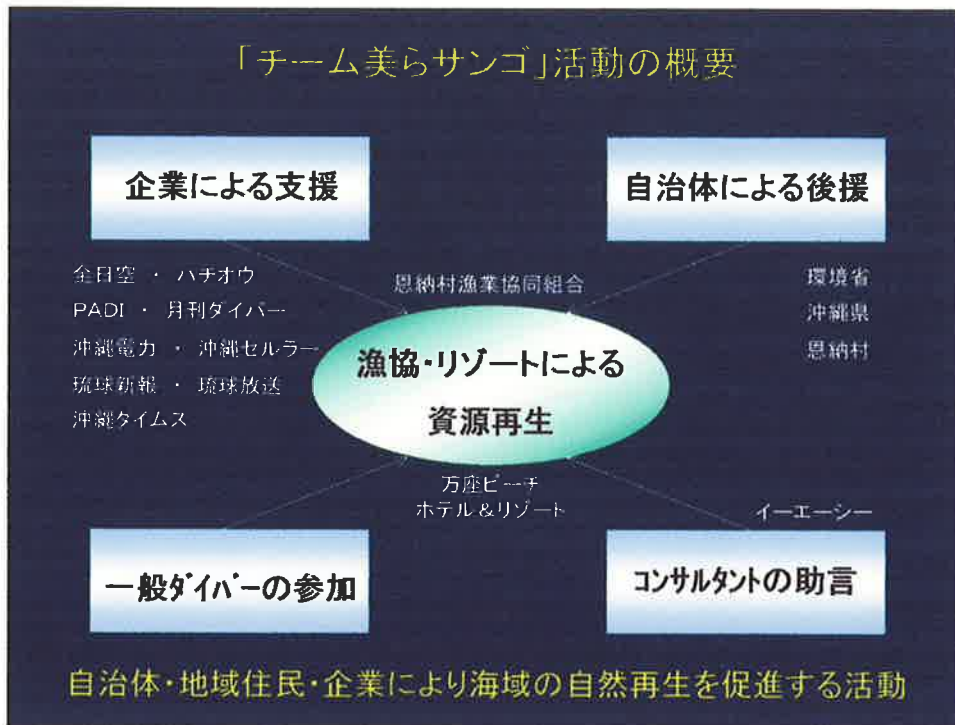 「チーム美らサンゴ」活動の概要
企業による支援
自治体による後援
全日空 ・ ハチオウ
PADI ・ 月刊ダイバー
沖縄電力 ・ 沖縄セルラー
琉球新報 ・ 琉球放送
沖縄タイムス
恩納村漁業協同組合
環境省
沖縄県
恩納村
漁協・リゾートによる
資源再生
万座ビーチ
ホテル＆リゾート
イーエーシー
一般ダイバーの参加
コンサルタントの助言
自治体・地域住民・企業により海域の自然再生を促進する活動